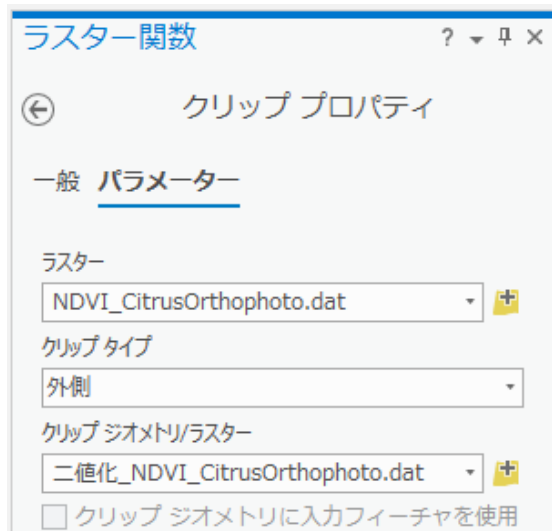 ラスター関数 ?
クリップ プロパティ
一般 パラメーター
ラスター
NDVI_CitrusOrthophoto.dat
クリップ タイプ
外側
クリップ ジオメトリ/ラスター
二値化_NDVI_CitrusOrthophoto.dat
クリップ ジオメトリに入力フィーチャを使用